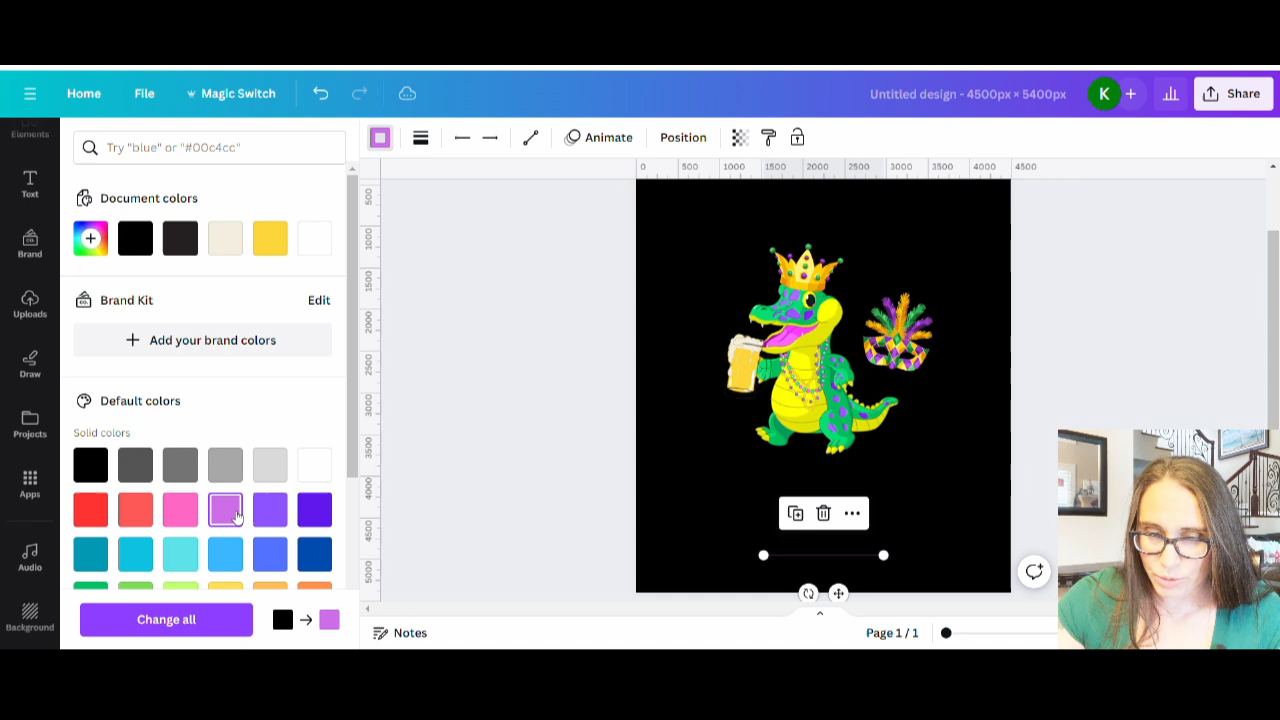 Home File Magic Switch Untitled design - 4500px × 5400px K + Share
Elements
Text
Brand
Uploads
Draw
Projects
Apps
Audio
Background
Try "blue" or "#00c4cc"
Document colors
Brand Kit Edit
+ Add your brand colors
Default colors
Solid colors
Change all
Animate Position
0 500 1000 1500 2000 2500 3000 3500 4000 4500
500
1000
1500
2000
2500
3000
3500
4000
4500
5000
Notes
Page 1 / 1